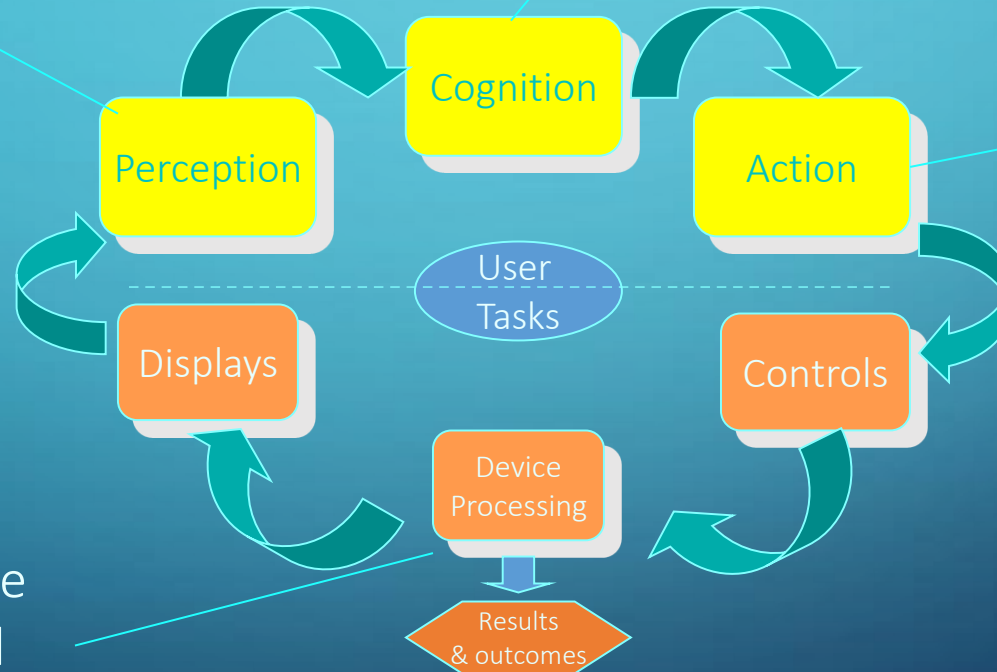 Cognition
Perception
Action
User
Tasks
Displays
Controls
Device
Processing
Results
& outcomes